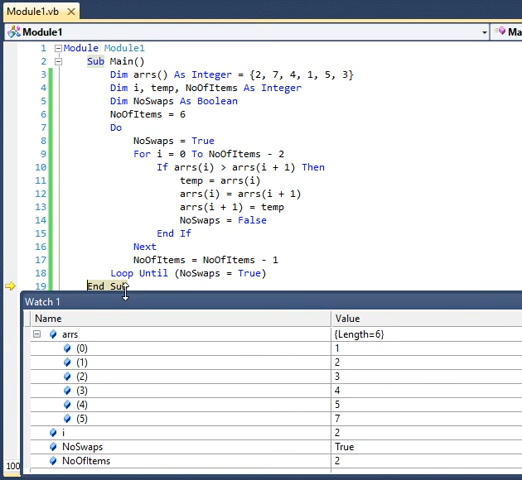 Module1.vb ×
Module1 Ma
1 Module Module1
2 Sub Main()
3 Dim arrs() As Integer = {2, 7, 4, 1, 5, 3}
4 Dim i, temp, NoOfItems As Integer
5 Dim NoSwaps As Boolean
6 NoOfItems = 6
7 Do
8 NoSwaps = True
9 For i = 0 To NoOfItems - 2
10 If arrs(i) > arrs(i + 1) Then
11 temp = arrs(i)
12 arrs(i) = arrs(i + 1)
13 arrs(i + 1) = temp
14 NoSwaps = False
15 End If
16 Next
17 NoOfItems = NoOfItems - 1
18 Loop Until (NoSwaps = True)
19 End Sub
Watch 1
Name Value
arrs {Length=6}
(0) 1
(1) 2
(2) 3
(3) 4
(4) 5
(5) 7
i 2
NoSwaps True
NoOfItems 2
100